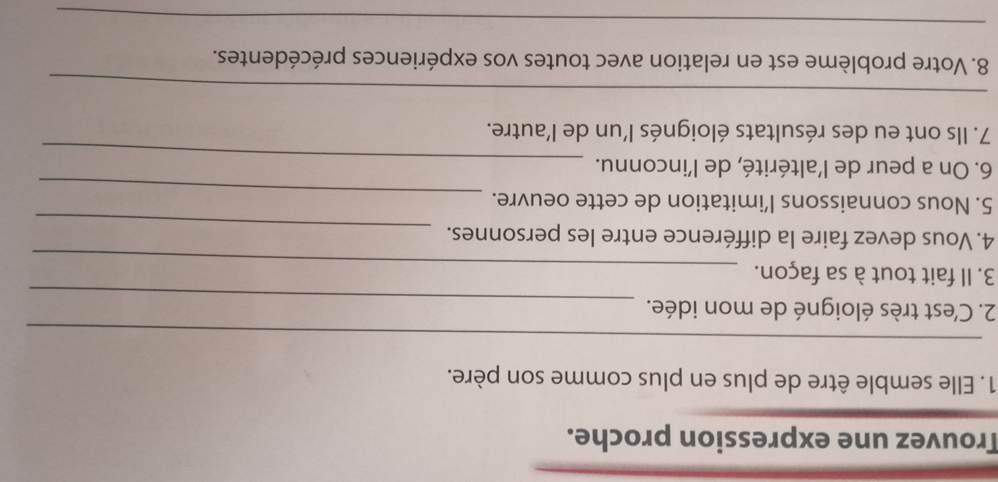 Trouvez une expression proche.
1. Elle semble être de plus en plus comme son père.
2. C'est très éloigné de mon idée.
3. Il fait tout à sa façon.
4. Vous devez faire la différence entre les personnes.
5. Nous connaissons l'imitation de cette oeuvre.
6. On a peur de l'altérité, de l'inconnu.
7. Ils ont eu des résultats éloignés l'un de l'autre.
8. Votre problème est en relation avec toutes vos expériences précédentes.